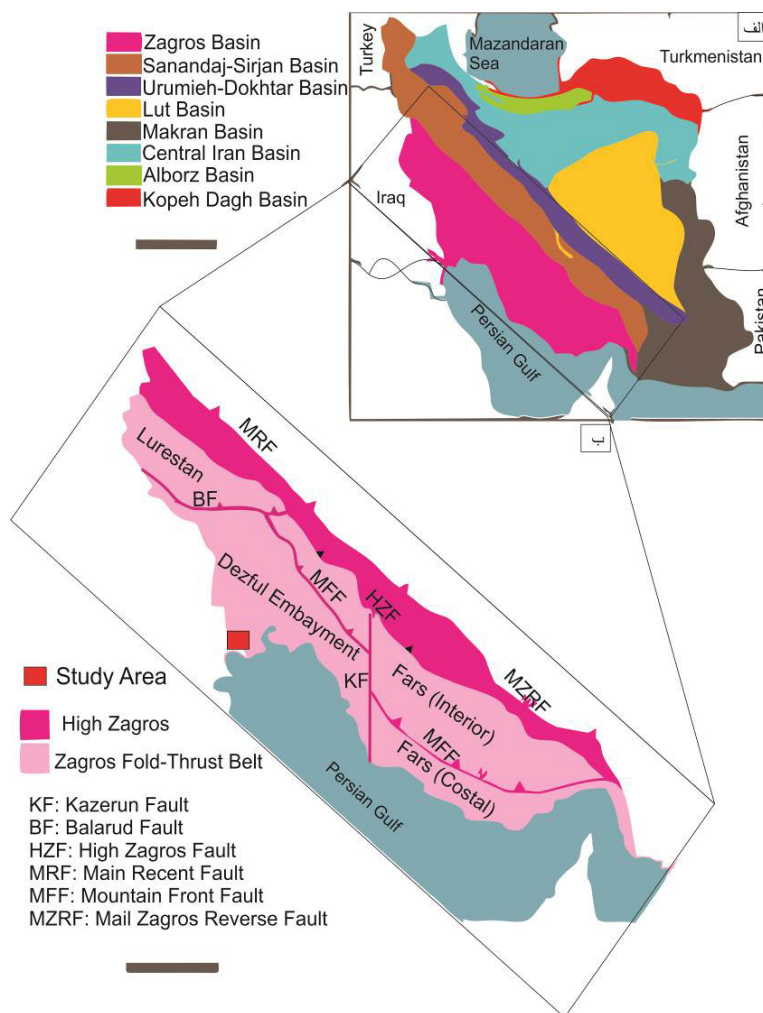 الف
Zagros Basin
Sanandaj-Sirjan Basin
Urumieh-Dokhtar Basin
Lut Basin
Makran Basin
Central Iran Basin
Alborz Basin
Kopeh Dagh Basin
Turkey
Mazandaran
Sea
Turkmenistan
Iraq
Afghanistan
Pakistan
Persian Gulf
ب
Lurestan
MRF
BF
Dezful Embayment
MFF
HZF
KF
Fars (Interior)
MZRF
MFF
Fars (Costal)
Persian Gulf
Study Area
High Zagros
Zagros Fold-Thrust Belt
KF: Kazerun Fault
BF: Balarud Fault
HZF: High Zagros Fault
MRF: Main Recent Fault
MFF: Mountain Front Fault
MZRF: Mail Zagros Reverse Fault